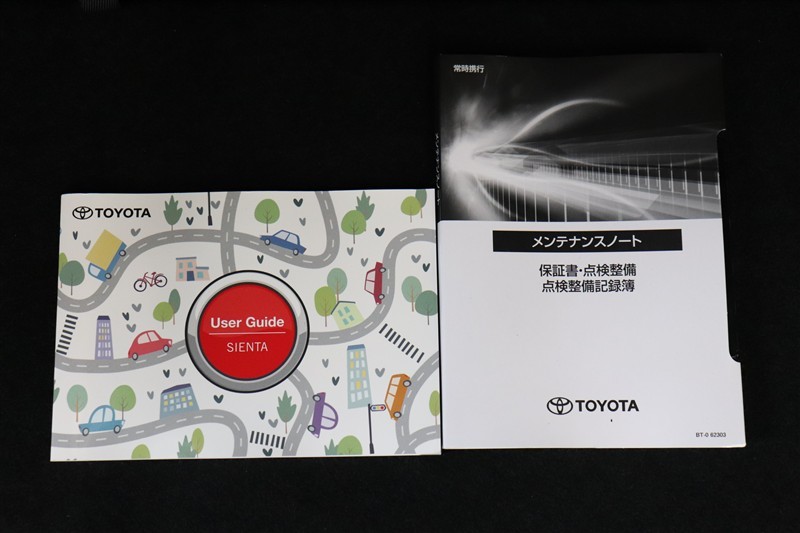 TOYOTA
User Guide
SIENTA
常時携行
メンテナンスノート
保証書・点検整備
点検整備記録簿
TOYOTA
BT-0 62303